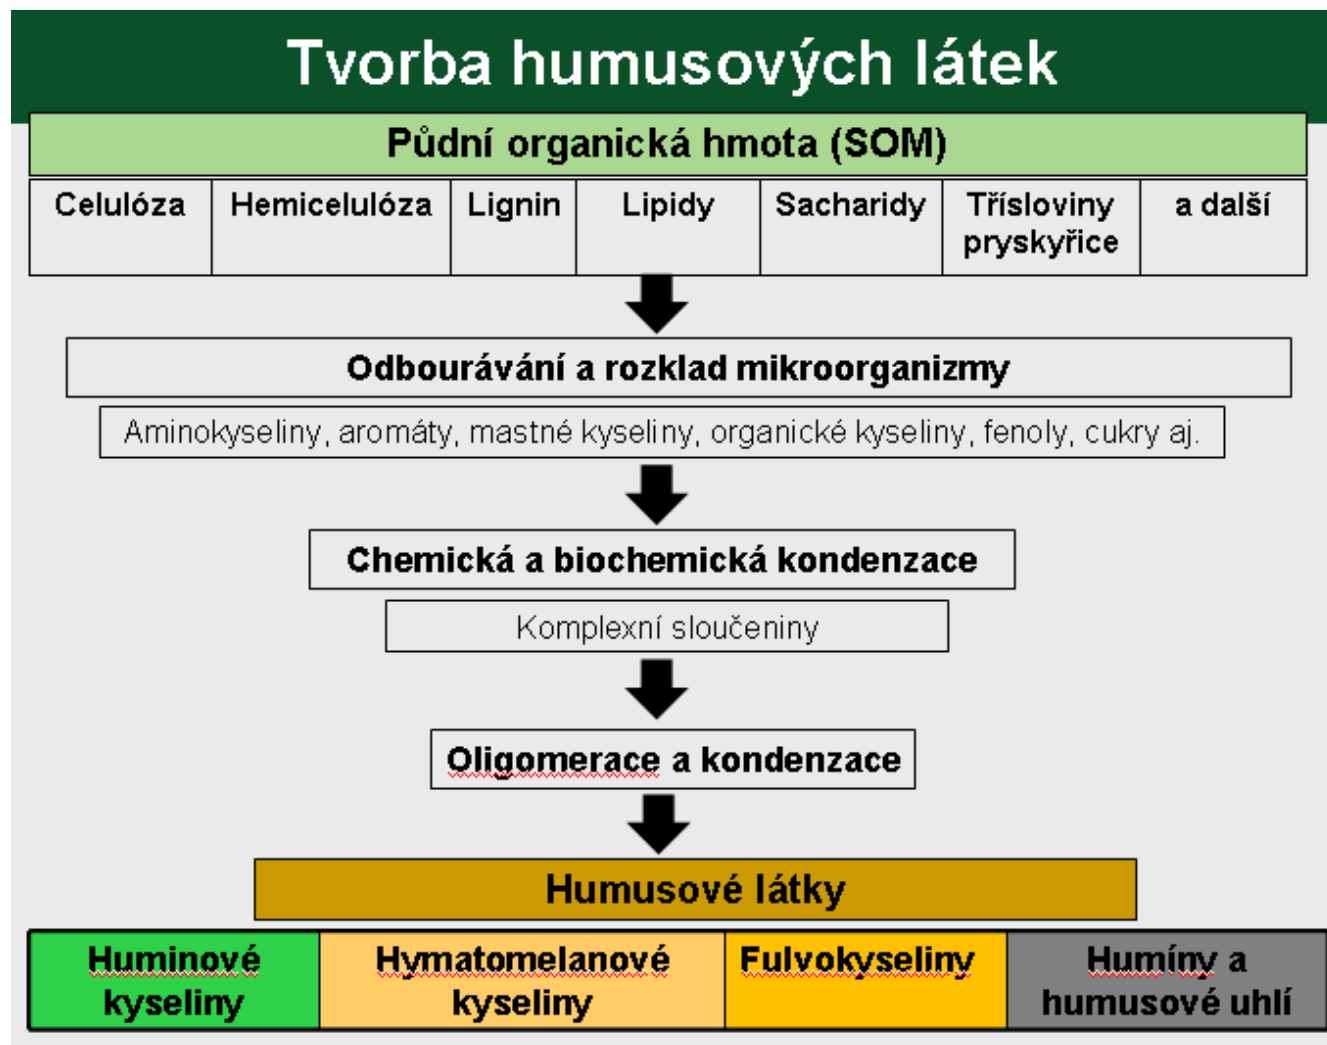 Tvorba humusových látek
Půdní organická hmota (SOM)
Celulóza
Hemicelulóza
Lignin
Lipidy
Sacharidy
Třísloviny
pryskyřice
a další
Odbourávání a rozklad mikroorganizmy
Aminokyseliny, aromáty, mastné kyseliny, organické kyseliny, fenoly, cukry aj.
Chemická a biochemická kondenzace
Komplexní sloučeniny
Oligomerace a kondenzace
Humusové látky
Huminové
kyseliny
Hymatomelanové
kyseliny
Fulvokyseliny
Humíny a
humusové uhlí